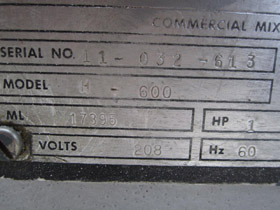 COMMERCIAL MIX
SERIAL NO. 11-032-613
MODEL H-600
ML 17335 HP 1
VOLTS 208 Hz 60